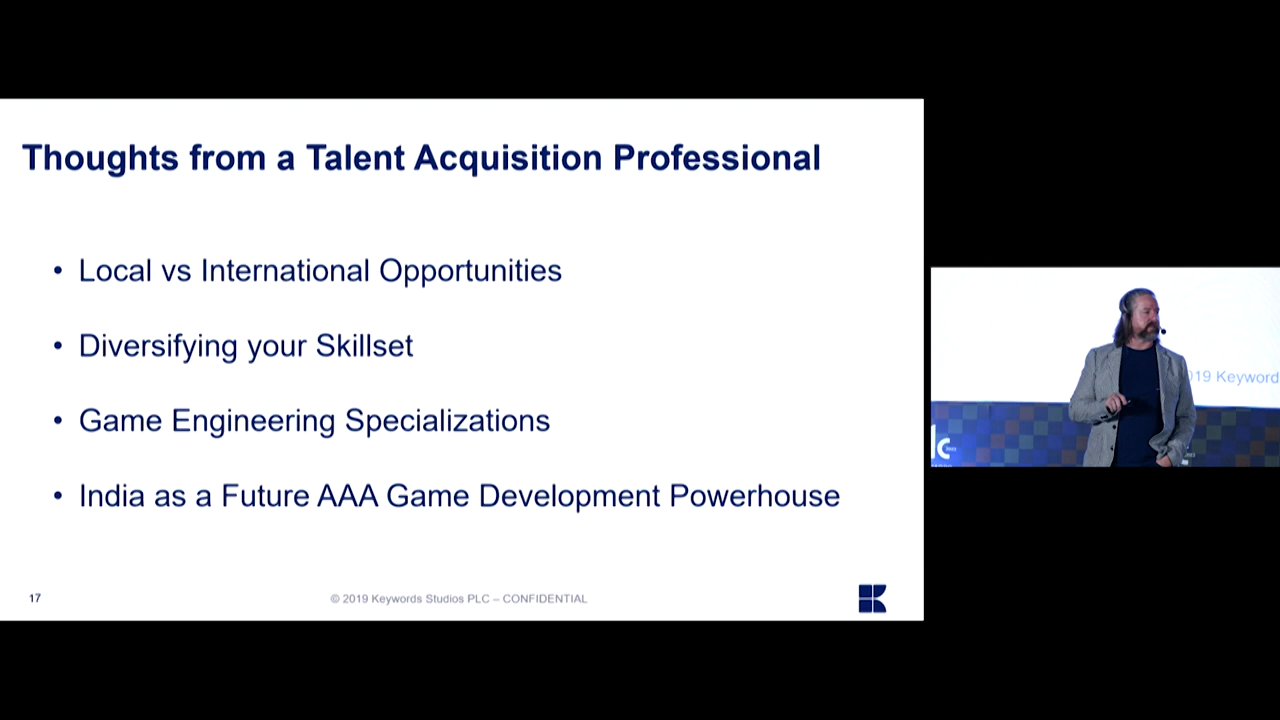 Thoughts from a Talent Acquisition Professional
• Local vs International Opportunities
• Diversifying your Skillset
• Game Engineering Specializations
• India as a Future AAA Game Development Powerhouse
17
© 2019 Keywords Studios PLC – CONFIDENTIAL
019 Keyword